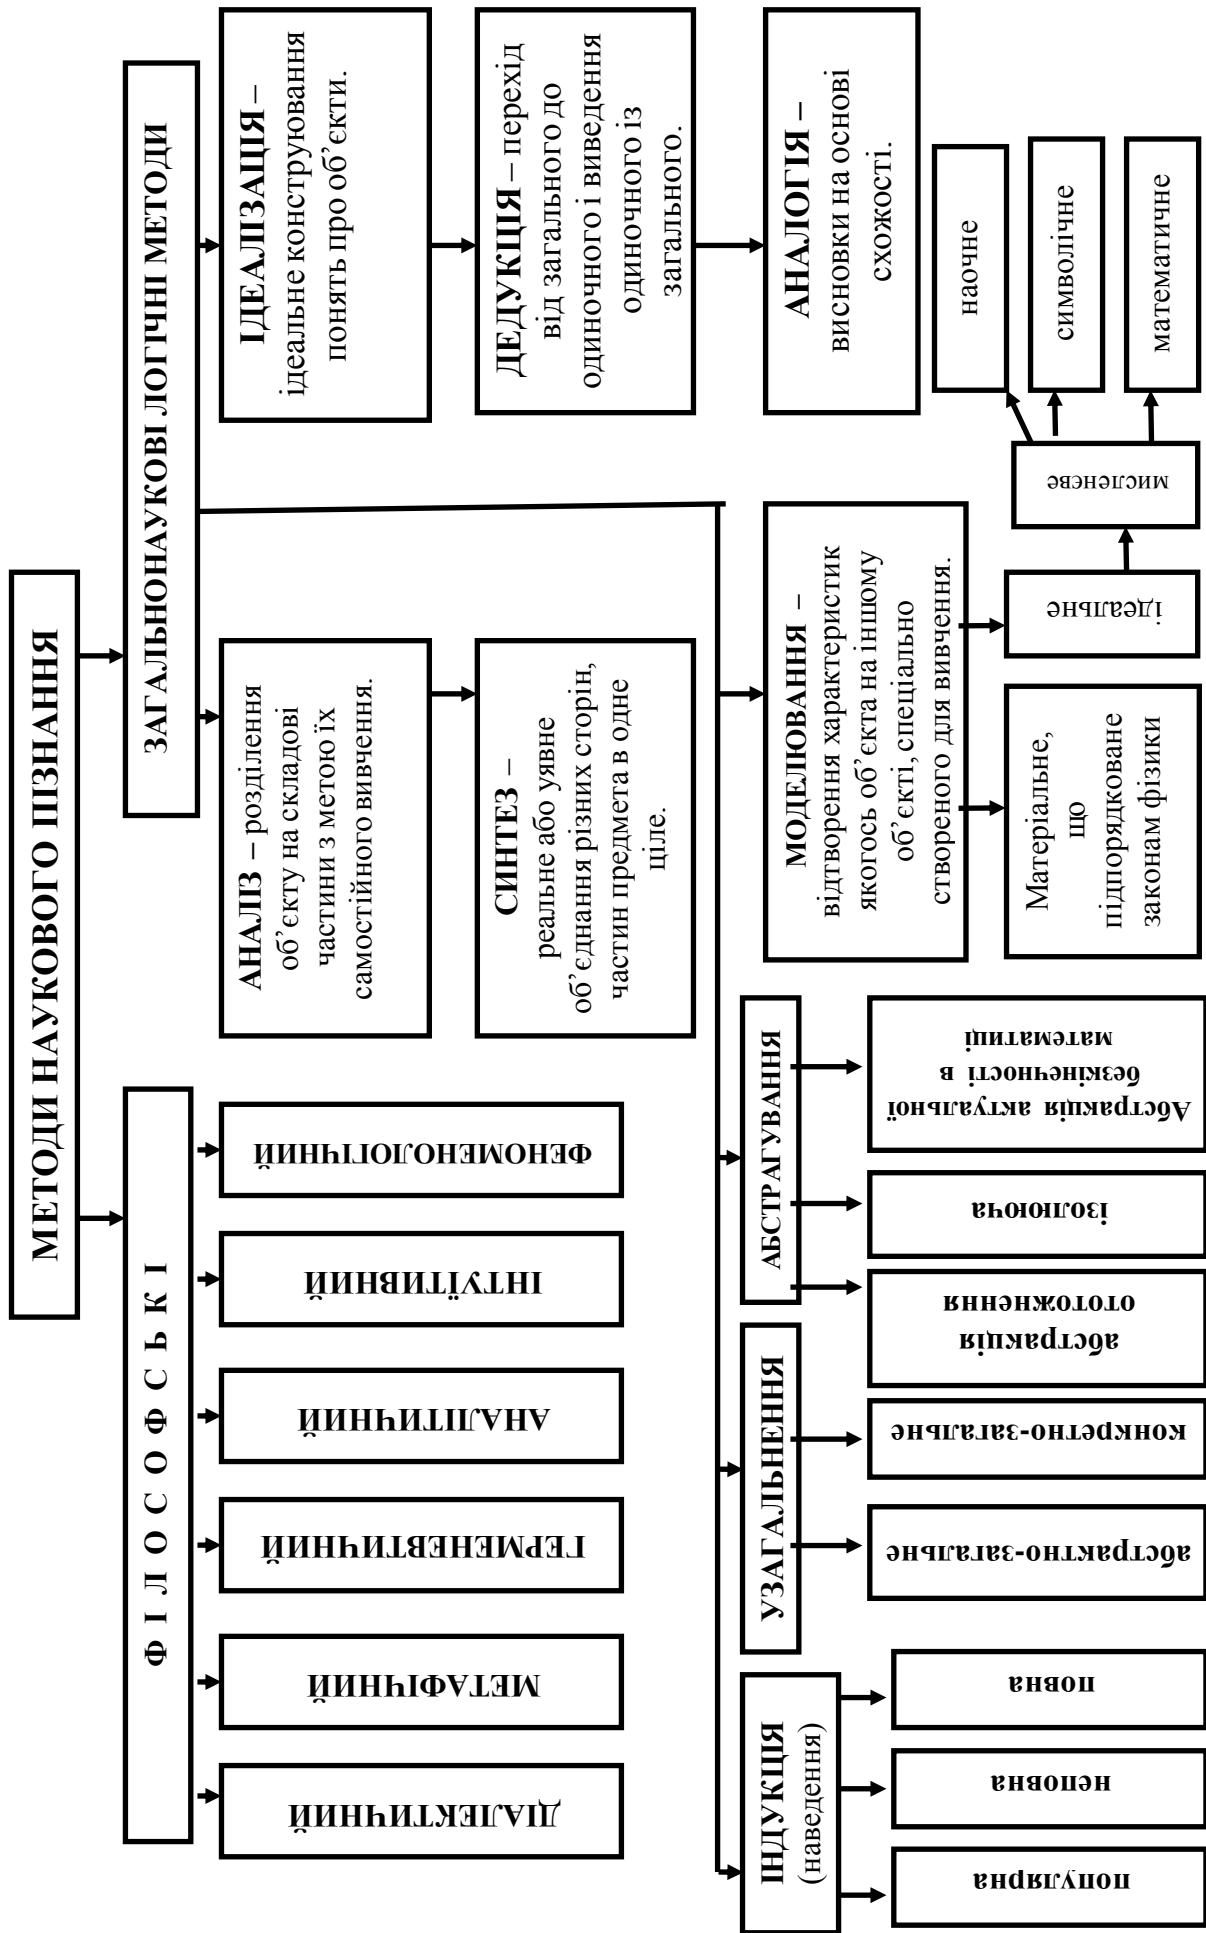 МЕТОДИ НАУКОВОГО ПІЗНАННЯ
ФІЛОСОФСЬКІ
ЗАГАЛЬНОНАУКОВІ ЛОГІЧНІ МЕТОДИ
ДІАЛЕКТИЧНИЙ
МЕТАФІЧНИЙ
ГЕРМЕНЕВТИЧНИЙ
АНАЛІТИЧНИЙ
ІНТУЇТИВНИЙ
ФЕНОМЕНОЛОГІЧНИЙ
АНАЛІЗ – розділення
об’єкту на складові
частини з метою їх
самостійного вивчення.
ІДЕАЛІЗАЦІЯ –
ідеальне конструювання
понять про об’єкти.
СИНТЕЗ –
реальне або уявне
об’єднання різних сторін,
частин предмета в одне
ціле.
ДЕДУКЦІЯ – перехід
від загального до
одиночного і виведення
одиночного із
загального.
ІНДУКЦІЯ
(наведення)
УЗАГАЛЬНЕННЯ
АБСТРАГУВАННЯ
МОДЕЛЮВАННЯ –
відтворення характеристик
якогось об’єкта на іншому
об’єкті, спеціально
створеного для вивчення.
АНАЛОГІЯ –
висновки на основі
схожості.
популярна
неповна
повна
абстрактно-загальне
конкретно-загальне
абстракція
ототожнення
ізолююча
Абстракція актуальної
безкінечності в
математиці
Матеріальне,
що
підпорядковане
законам фізики
ідеальне
мисленєве
наочне
символічне
математичне